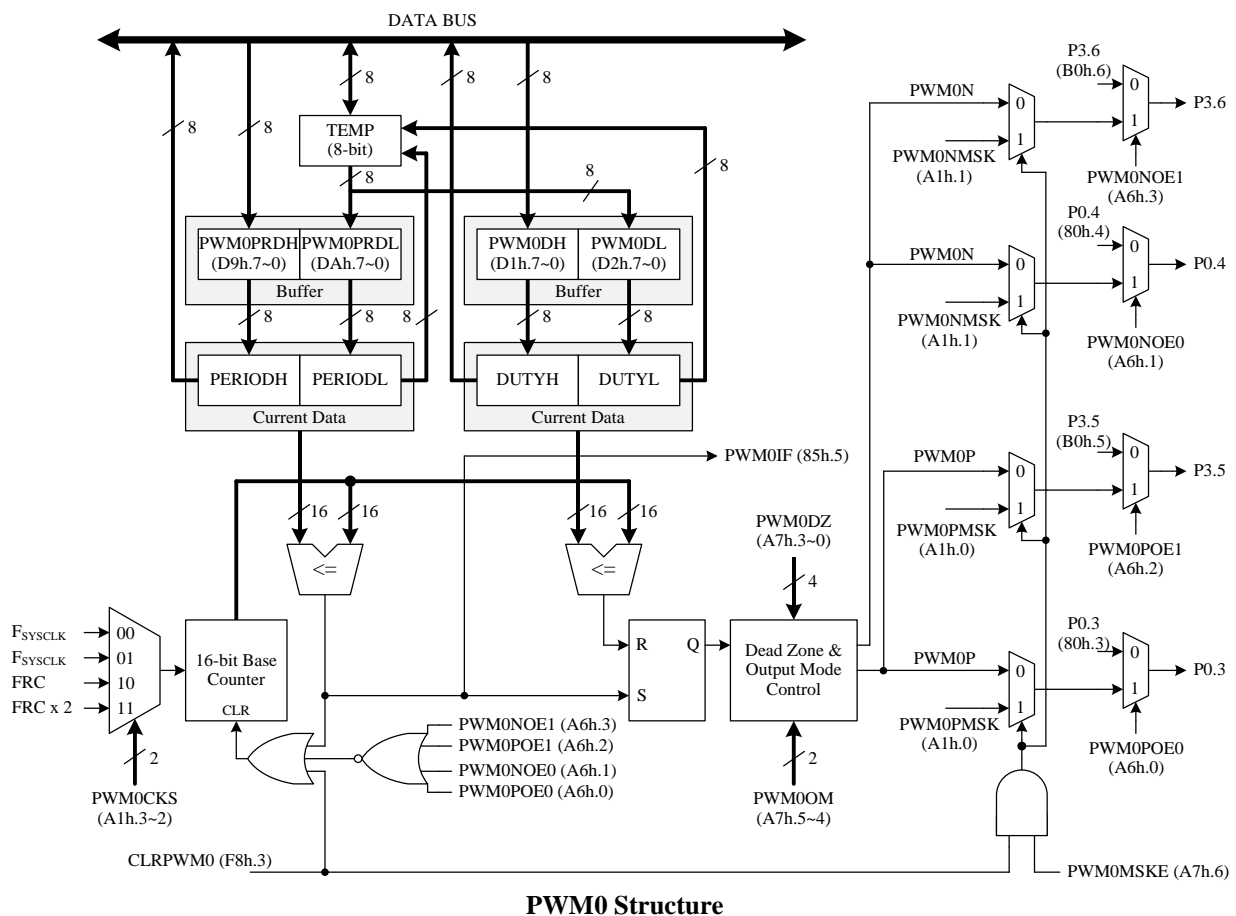 DATA BUS
8
8
8
8
8
8
8
8
TEMP
(8-bit)
8
8
PWM0PRDH
(D9h.7~0)
PWM0PRDL
(DAh.7~0)
Buffer
PWM0DH
(D1h.7~0)
PWM0DL
(D2h.7~0)
Buffer
8
8
8
8
PERIODH
PERIODL
Current Data
DUTYH
DUTYL
Current Data
PWM0IF (85h.5)
16
16
16
16
<=
<=
F_SYSCLK
F_SYSCLK
FRC
FRC x 2
00
01
10
11
2
PWM0CKS
(A1h.3~2)
16-bit Base
Counter
CLR
R
S
Q
PWM0DZ
(A7h.3~0)
4
Dead Zone &
Output Mode
Control
2
PWM0OM
(A7h.5~4)
PWM0NOE1 (A6h.3)
PWM0POE1 (A6h.2)
PWM0NOE0 (A6h.1)
PWM0POE0 (A6h.0)
CLRPWM0 (F8h.3)
PWM0MSKE (A7h.6)
PWM0N
PWM0NMSK
(A1h.1)
0
1
P3.6
(B0h.6)
0
1
P3.6
PWM0NOE1
(A6h.3)
PWM0N
PWM0NMSK
(A1h.1)
0
1
P0.4
(80h.4)
0
1
P0.4
PWM0NOE0
(A6h.1)
PWM0P
PWM0PMSK
(A1h.0)
0
1
P3.5
(B0h.5)
0
1
P3.5
PWM0POE1
(A6h.2)
PWM0P
PWM0PMSK
(A1h.0)
0
1
P0.3
(80h.3)
0
1
P0.3
PWM0POE0
(A6h.0)
PWM0 Structure